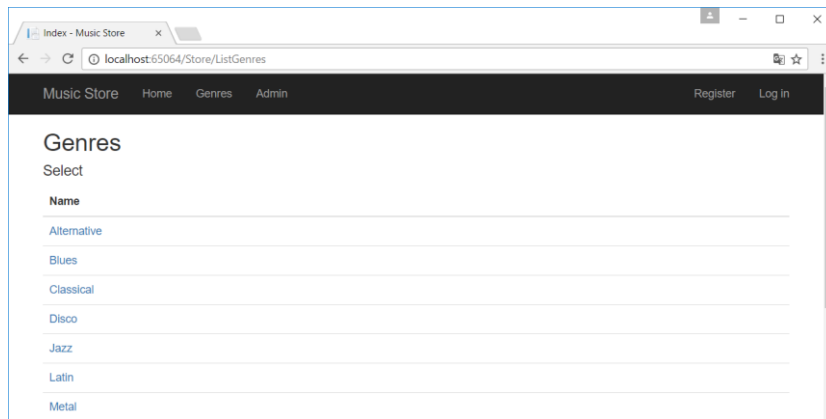 Index - Music Store
localhost:65064/Store/ListGenres
Music Store Home Genres Admin Register Log in
Genres
Select
Name
Alternative
Blues
Classical
Disco
Jazz
Latin
Metal